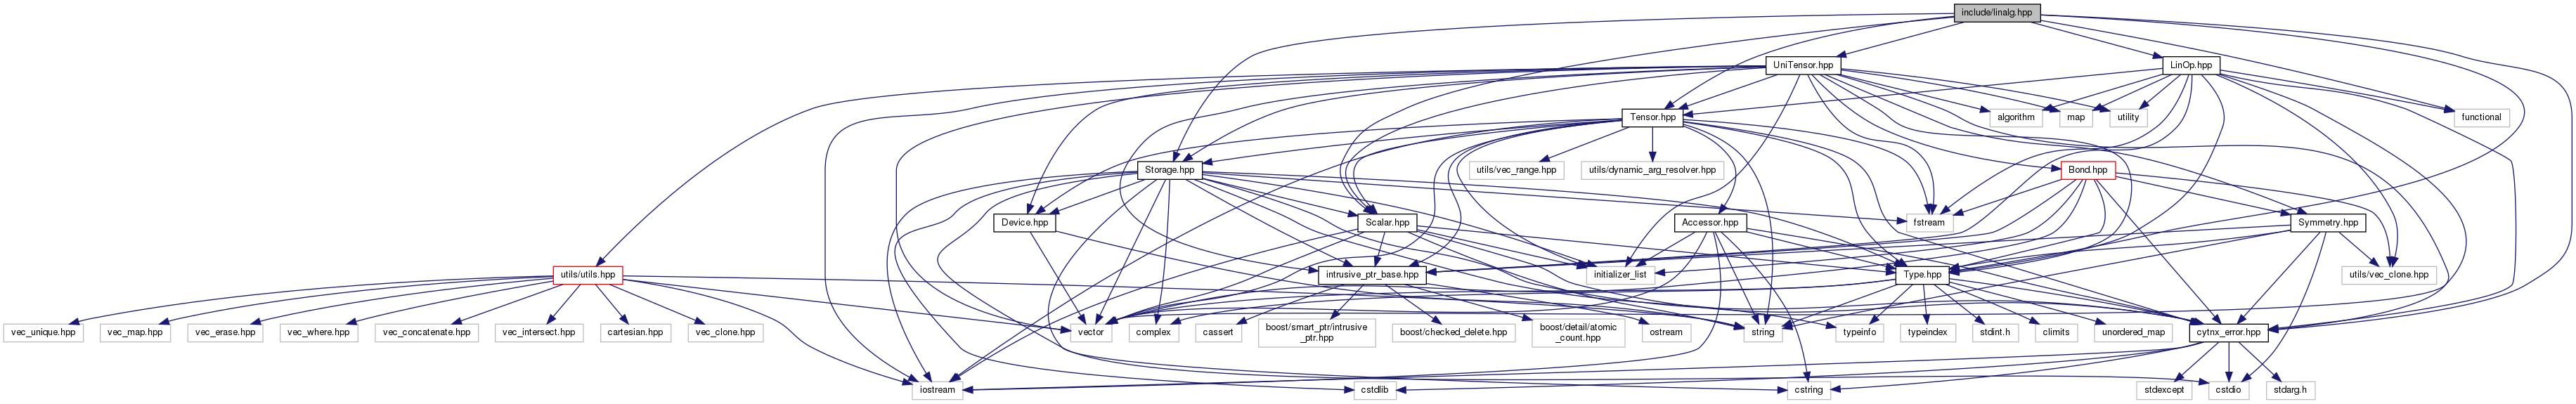 include/linalg.hpp
UniTensor.hpp
LinOp.hpp
Tensor.hpp
algorithm
map
utility
functional
Storage.hpp
utils/vec_range.hpp
utils/dynamic_arg_resolver.hpp
Bond.hpp
Device.hpp
Scalar.hpp
Accessor.hpp
fstream
Symmetry.hpp
utils/utils.hpp
intrusive_ptr_base.hpp
initializer_list
Type.hpp
utils/vec_clone.hpp
vec_unique.hpp
vec_map.hpp
vec_erase.hpp
vec_where.hpp
vec_concatenate.hpp
vec_intersect.hpp
cartesian.hpp
vec_clone.hpp
vector
complex
cassert
boost/smart_ptr/intrusive
_ptr.hpp
boost/checked_delete.hpp
boost/detail/atomic
_count.hpp
ostream
string
typeinfo
typeindex
stdint.h
climits
unordered_map
cytnx_error.hpp
iostream
cstdlib
cstring
stdexcept
cstdio
stdarg.h